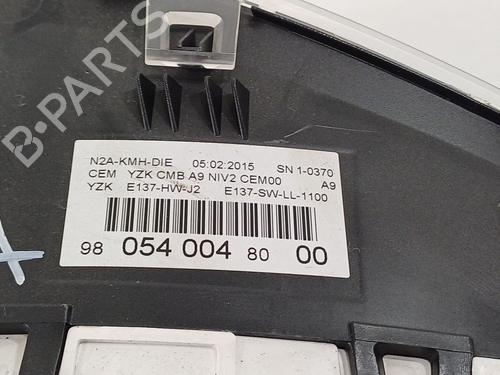 N2A-KMH-DIE 05:02:2015 SN 1-0370
CEM YZK CMB A9 NIV2 CEM00 A9
YZK E137-HW-J2 E137-SW-LL-1100
98 054 004 80 00
B-PARTS